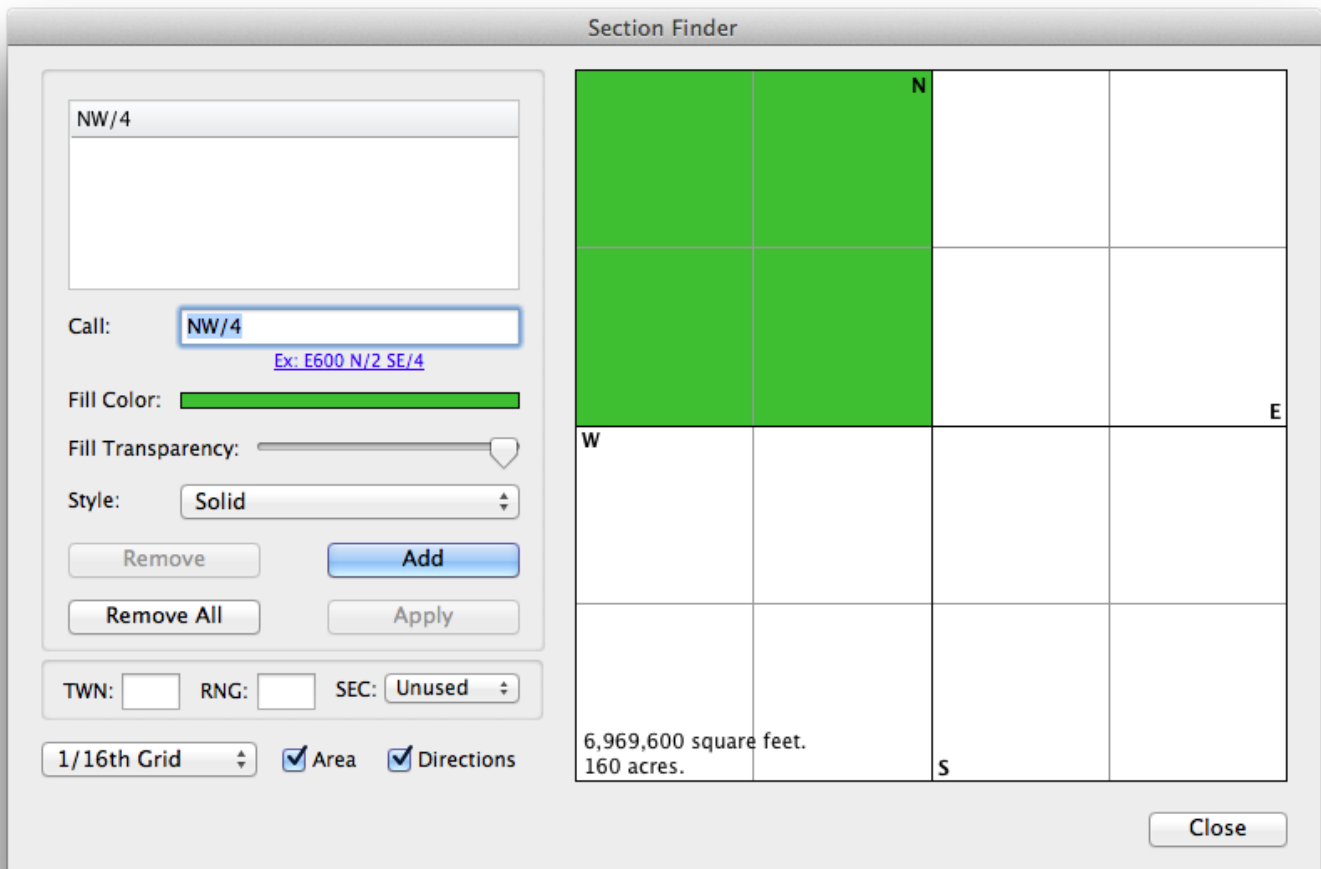 Section Finder
NW/4
Call: NW/4
Ex: E600 N/2 SE/4
Fill Color:
Fill Transparency:
Style: Solid
Remove Add
Remove All Apply
TWN: RNG: SEC: Unused
1/16th Grid Area Directions
N
E
W
6,969,600 square feet.
160 acres.
S
Close